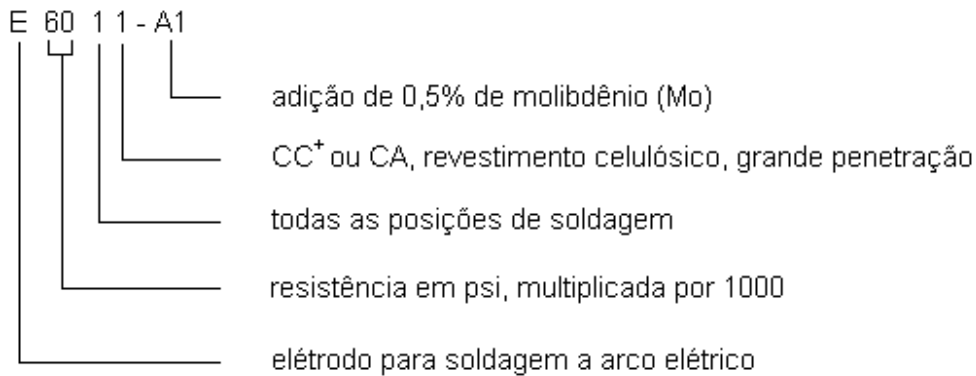 E 60 1 1 - A1
adição de 0,5% de molibdênio (Mo)
CC⁺ ou CA, revestimento celulósico, grande penetração
todas as posições de soldagem
resistência em psi, multiplicada por 1000
elétrodo para soldagem a arco elétrico